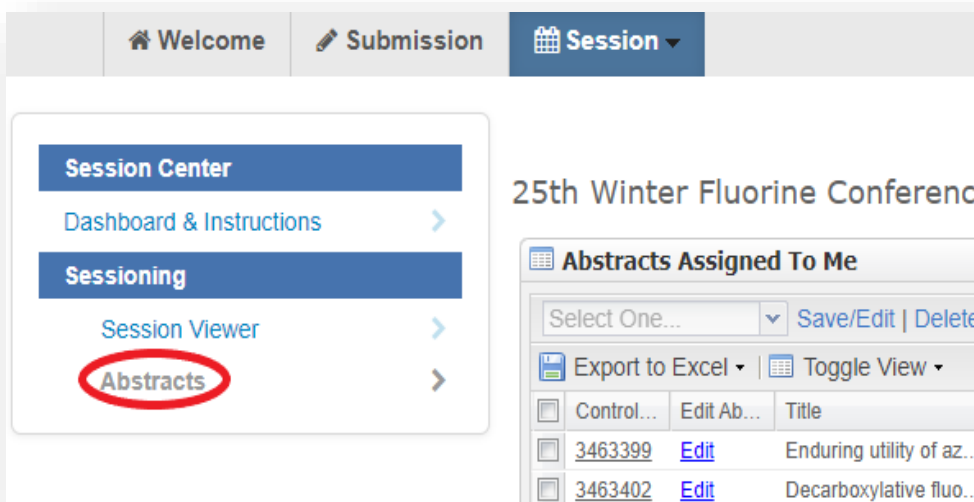 Welcome Submission Session
Session Center
Dashboard & Instructions
Sessioning
Session Viewer
Abstracts
25th Winter Fluorine Conferenc
Abstracts Assigned To Me
Select One... Save/Edit | Delete
Export to Excel | Toggle View
Control... Edit Ab... Title
3463399 Edit Enduring utility of az...
3463402 Edit Decarboxylative fluo...